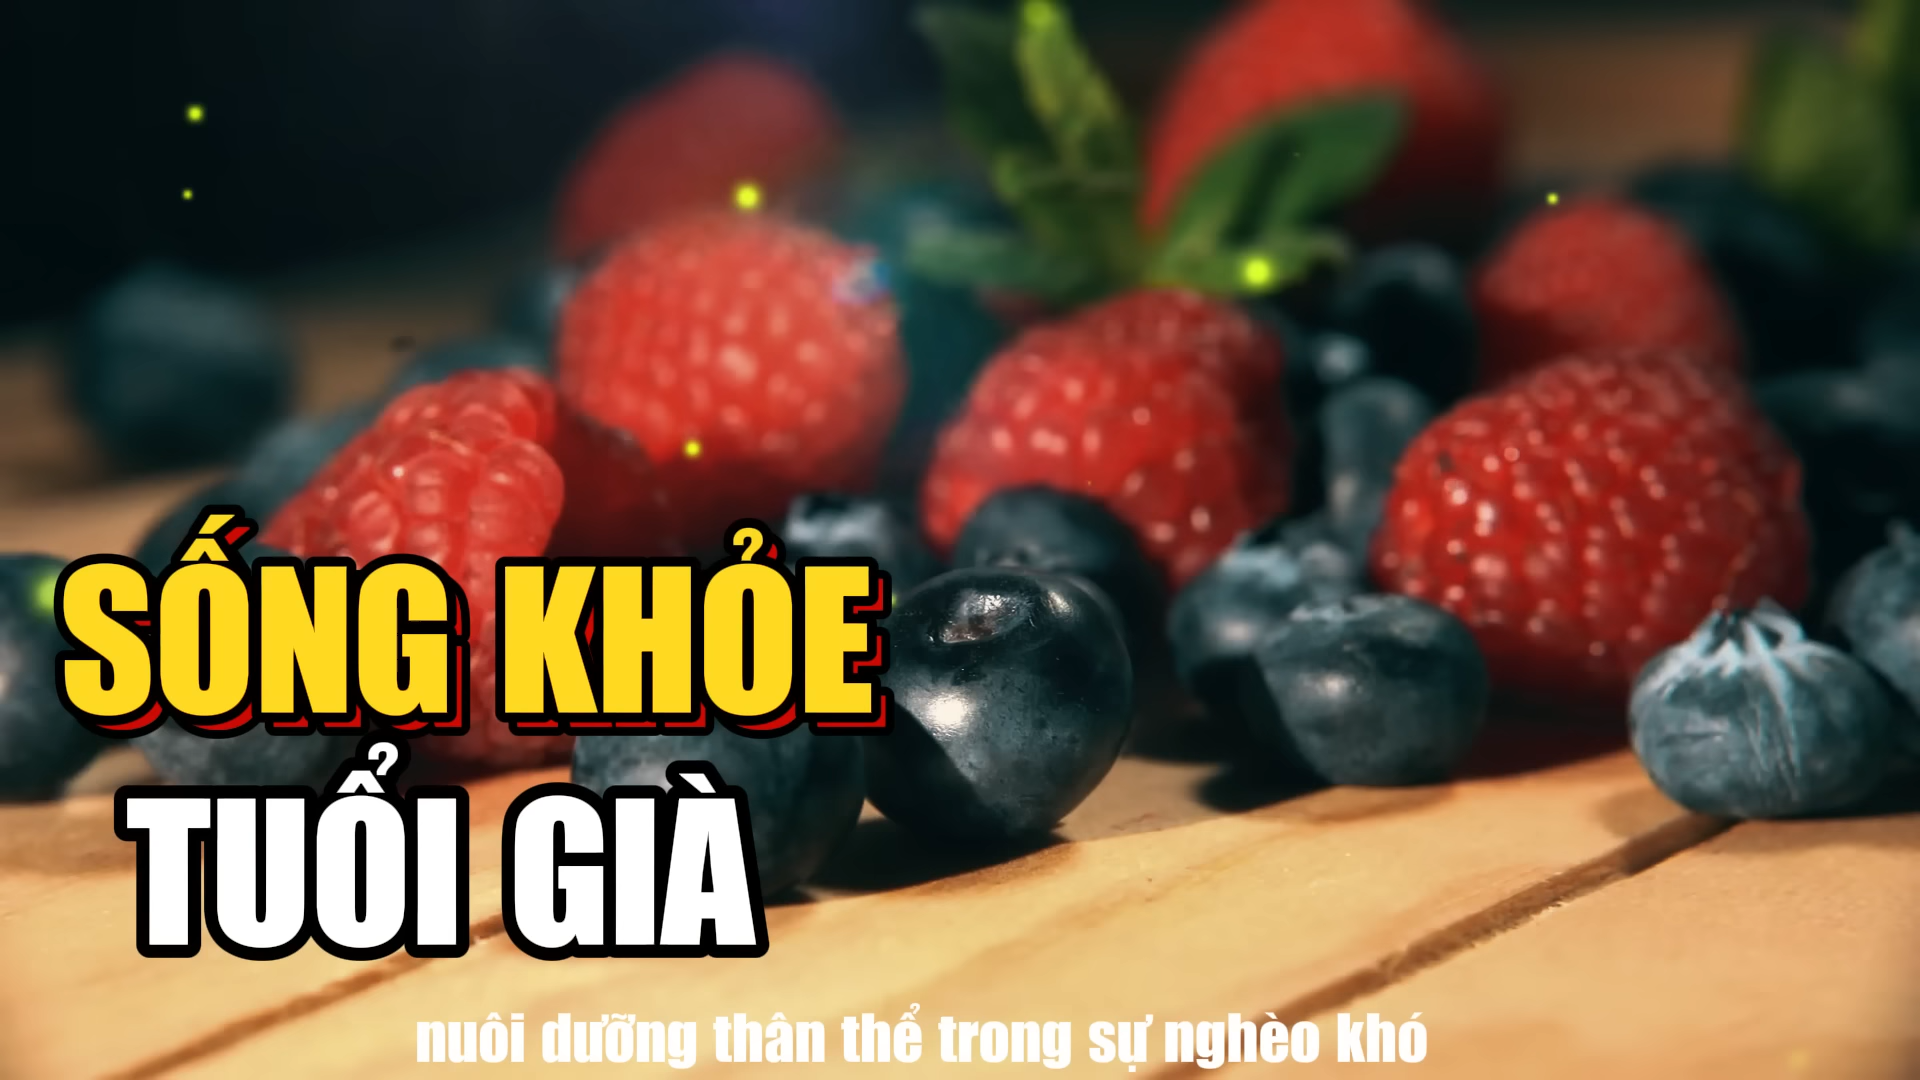 SỐNG KHỎE
TUỔI GIÀ
nuôi dưỡng thân thể trong sự nghèo khó